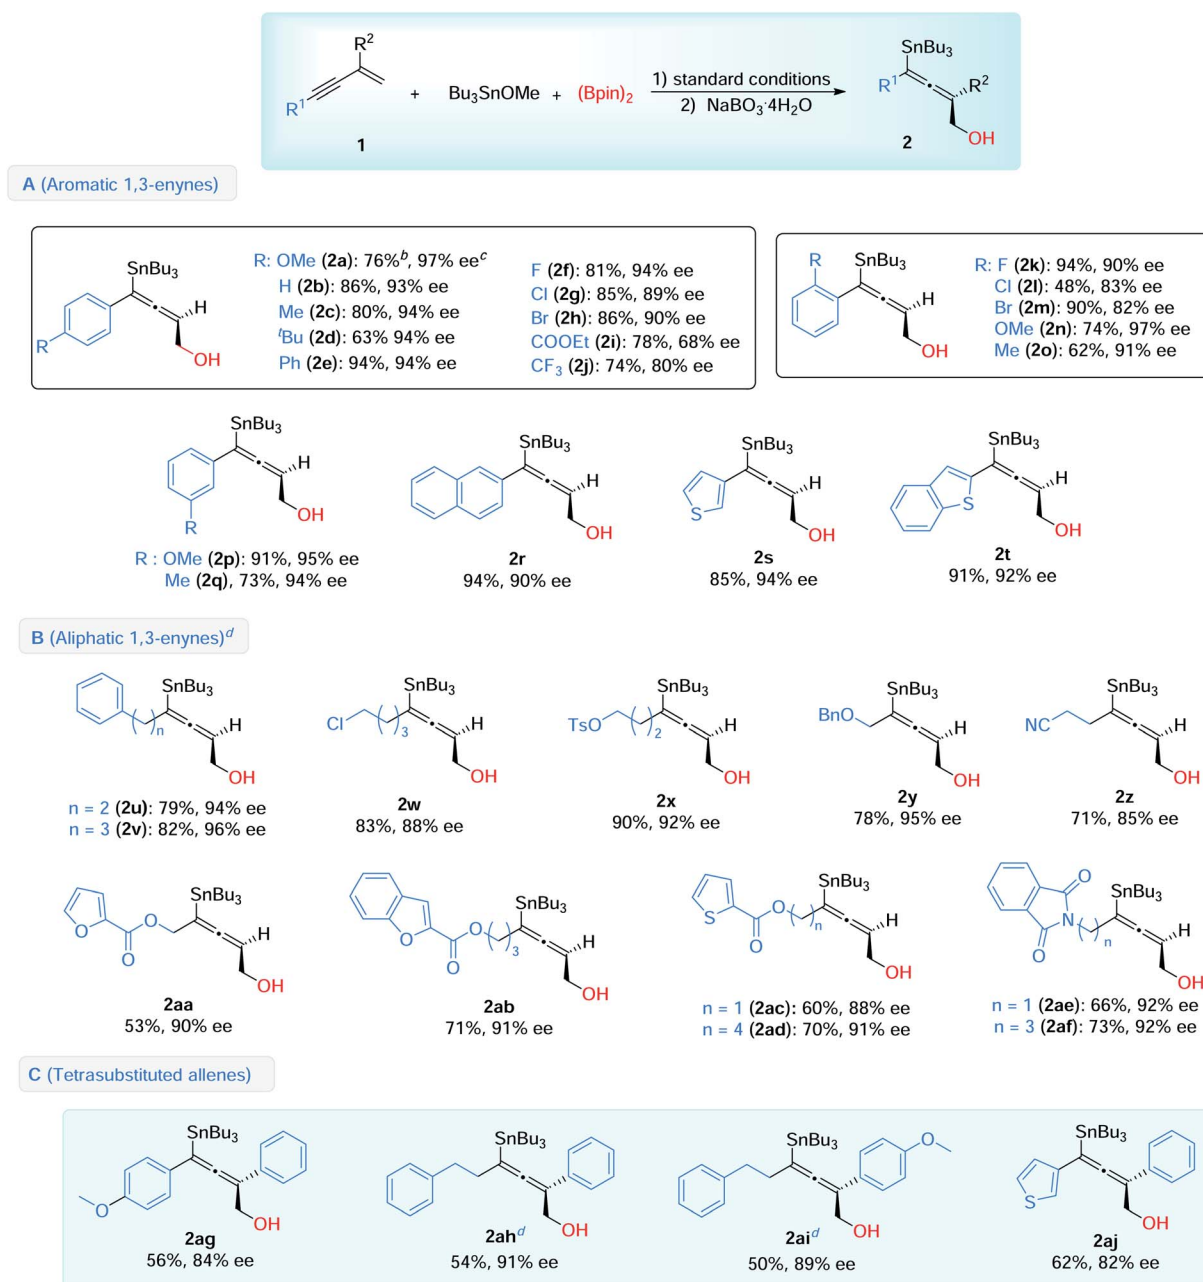 R²
R¹
1
+
Bu₃SnOMe
+
(Bpin)₂
1) standard conditions
2) NaBO₃·4H₂O
SnBu₃
R¹
R²
OH
2
A (Aromatic 1,3-enynes)
SnBu₃
H
R
OH
R: OMe (2a): 76%ᵇ, 97% eeᶜ
H (2b): 86%, 93% ee
Me (2c): 80%, 94% ee
ᵗBu (2d): 63% 94% ee
Ph (2e): 94%, 94% ee
F (2f): 81%, 94% ee
Cl (2g): 85%, 89% ee
Br (2h): 86%, 90% ee
COOEt (2i): 78%, 68% ee
CF₃ (2j): 74%, 80% ee
R
SnBu₃
H
OH
R: F (2k): 94%, 90% ee
Cl (2l): 48%, 83% ee
Br (2m): 90%, 82% ee
OMe (2n): 74%, 97% ee
Me (2o): 62%, 91% ee
SnBu₃
H
R
OH
R : OMe (2p): 91%, 95% ee
Me (2q), 73%, 94% ee
SnBu₃
H
OH
2r
94%, 90% ee
SnBu₃
H
S
OH
2s
85%, 94% ee
SnBu₃
H
S
OH
2t
91%, 92% ee
B (Aliphatic 1,3-enynes)ᵈ
SnBu₃
H
n
OH
n = 2 (2u): 79%, 94% ee
n = 3 (2v): 82%, 96% ee
SnBu₃
Cl
3
H
OH
2w
83%, 88% ee
SnBu₃
TsO
2
H
OH
2x
90%, 92% ee
SnBu₃
BnO
H
OH
2y
78%, 95% ee
SnBu₃
NC
H
OH
2z
71%, 85% ee
SnBu₃
O
O
O
H
OH
2aa
53%, 90% ee
SnBu₃
O
O
O
3
H
OH
2ab
71%, 91% ee
SnBu₃
S
O
O
n
H
OH
n = 1 (2ac): 60%, 88% ee
n = 4 (2ad): 70%, 91% ee
O
SnBu₃
N
n
O
H
OH
n = 1 (2ae): 66%, 92% ee
n = 3 (2af): 73%, 92% ee
C (Tetrasubstituted allenes)
SnBu₃
O
OH
2ag
56%, 84% ee
SnBu₃
OH
2ahᵈ
54%, 91% ee
SnBu₃
O
OH
2aiᵈ
50%, 89% ee
SnBu₃
S
OH
2aj
62%, 82% ee